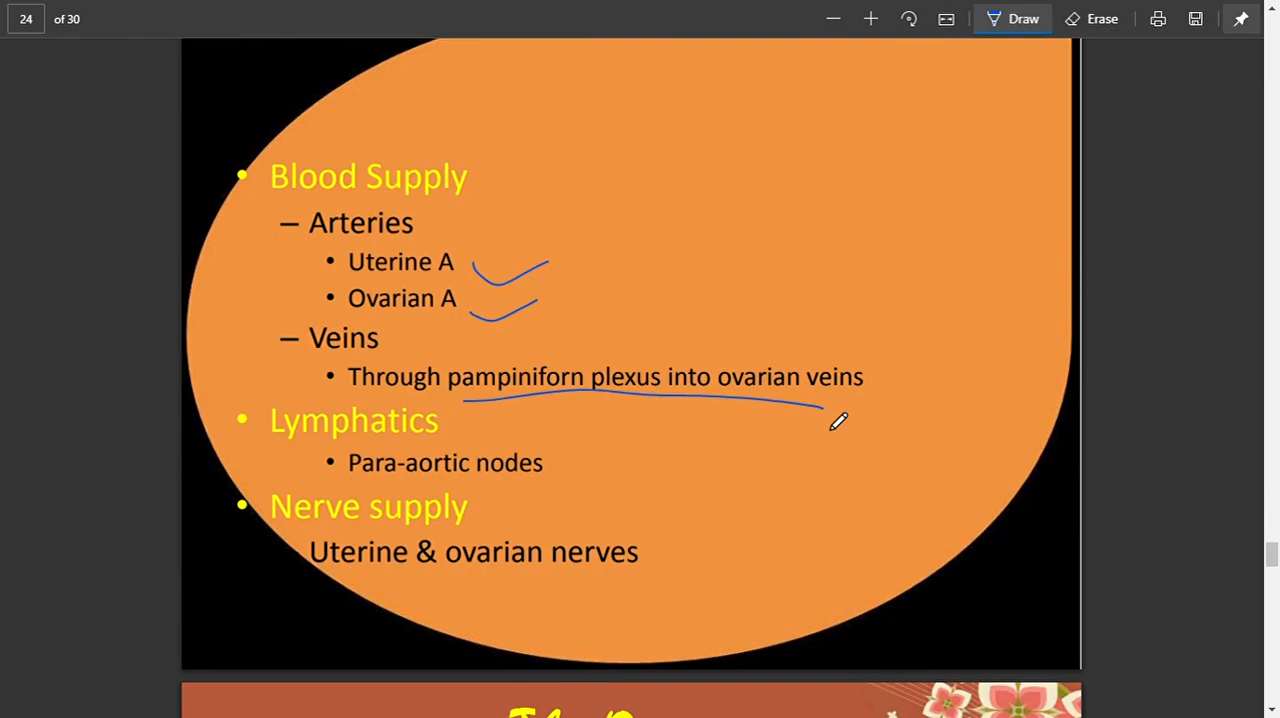 24 of 30 Draw Erase
• Blood Supply
– Arteries
• Uterine A
• Ovarian A
– Veins
• Through pampiniforn plexus into ovarian veins
• Lymphatics
• Para-aortic nodes
• Nerve supply
Uterine & ovarian nerves